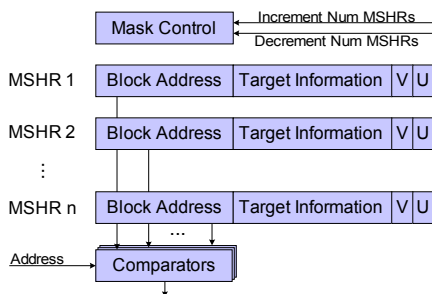 Mask Control
Increment Num MSHRs
Decrement Num MSHRs
MSHR 1 Block Address Target Information V U
MSHR 2 Block Address Target Information V U
...
MSHR n Block Address Target Information V U
...
Address Comparators